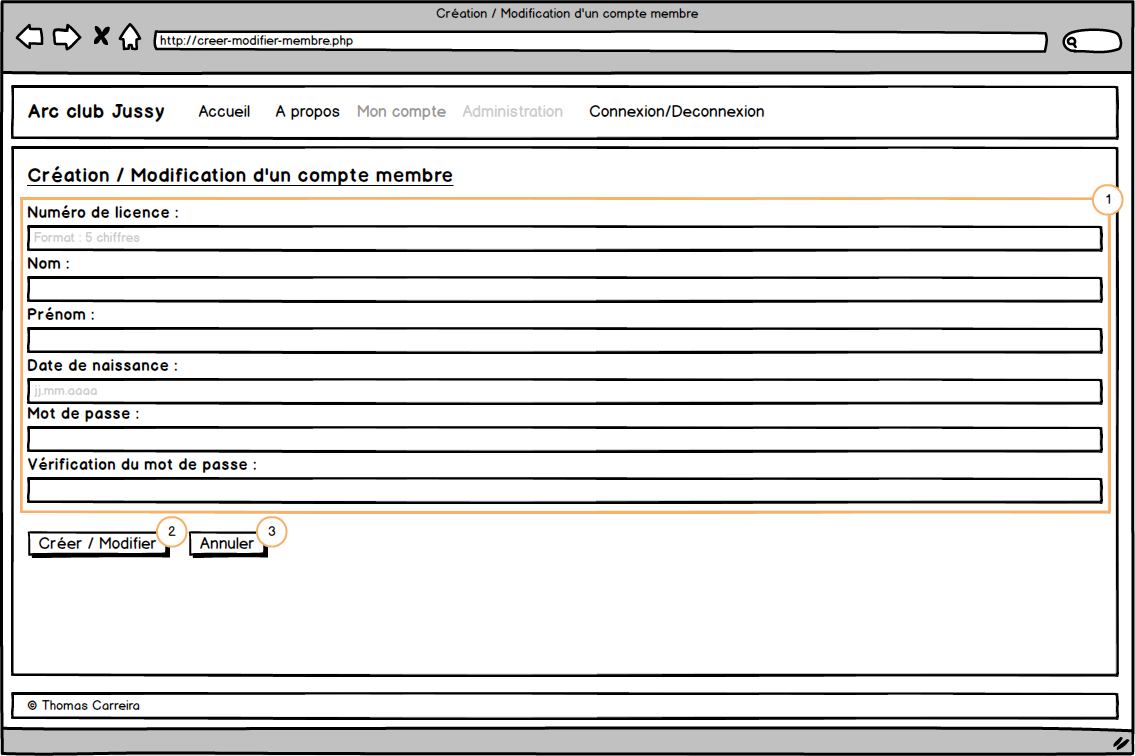 Création / Modification d'un compte membre
http://creer-modifier-membre.php
Arc club Jussy Accueil A propos Mon compte Administration Connexion/Deconnexion
Création / Modification d'un compte membre
1
Numéro de licence :
Format : 5 chiffres
Nom :
Prénom :
Date de naissance :
jj.mm.aaaa
Mot de passe :
Vérification du mot de passe :
2 3
Créer / Modifier Annuler
© Thomas Carreira